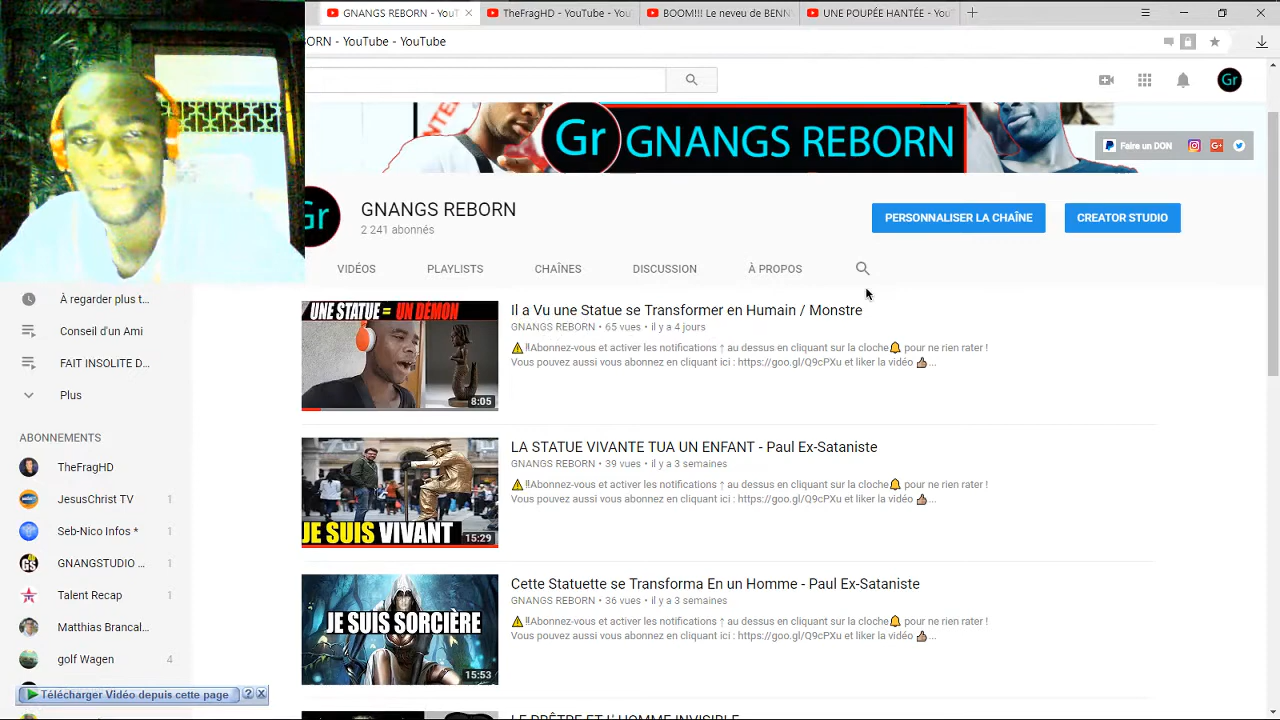 GNANGS REBORN - YouT
TheFragHD - YouTube - You
BOOM!!! Le neveu de BENN
UNE POUPÉE HANTÉE - You
ORN - YouTube - YouTube
Gr
Gr GNANGS REBORN
Faire un DON
Gr
GNANGS REBORN
2 241 abonnés
PERSONNALISER LA CHAÎNE
CREATOR STUDIO
VIDÉOS
PLAYLISTS
CHAÎNES
DISCUSSION
À PROPOS
À regarder plus t...
Conseil d'un Ami
FAIT INSOLITE D...
Plus
ABONNEMENTS
TheFragHD
JesusChrist TV 1
Seb-Nico Infos * 1
GNANGSTUDIO ... 1
Talent Recap 1
Matthias Brancal...
golf Wagen 4
Télécharger Vidéo depuis cette page ? X
UNE STATUE = UN DÉMON
8:05
Il a Vu une Statue se Transformer en Humain / Monstre
GNANGS REBORN • 65 vues • il y a 4 jours
⚠️!!Abonnez-vous et activer les notifications ↑ au dessus en cliquant sur la cloche🔔 pour ne rien rater !
Vous pouvez aussi vous abonnez en cliquant ici : https://goo.gl/Q9cPXu et liker la vidéo 👍...
JE SUIS VIVANT
15:29
LA STATUE VIVANTE TUA UN ENFANT - Paul Ex-Sataniste
GNANGS REBORN • 39 vues • il y a 3 semaines
⚠️!!Abonnez-vous et activer les notifications ↑ au dessus en cliquant sur la cloche🔔 pour ne rien rater !
Vous pouvez aussi vous abonnez en cliquant ici : https://goo.gl/Q9cPXu et liker la vidéo 👍...
JE SUIS SORCIÈRE
15:53
Cette Statuette se Transforma En un Homme - Paul Ex-Sataniste
GNANGS REBORN • 36 vues • il y a 3 semaines
⚠️!!Abonnez-vous et activer les notifications ↑ au dessus en cliquant sur la cloche🔔 pour ne rien rater !
Vous pouvez aussi vous abonnez en cliquant ici : https://goo.gl/Q9cPXu et liker la vidéo 👍...
LE PRÊTRE ET L' HOMME INVISIBLE